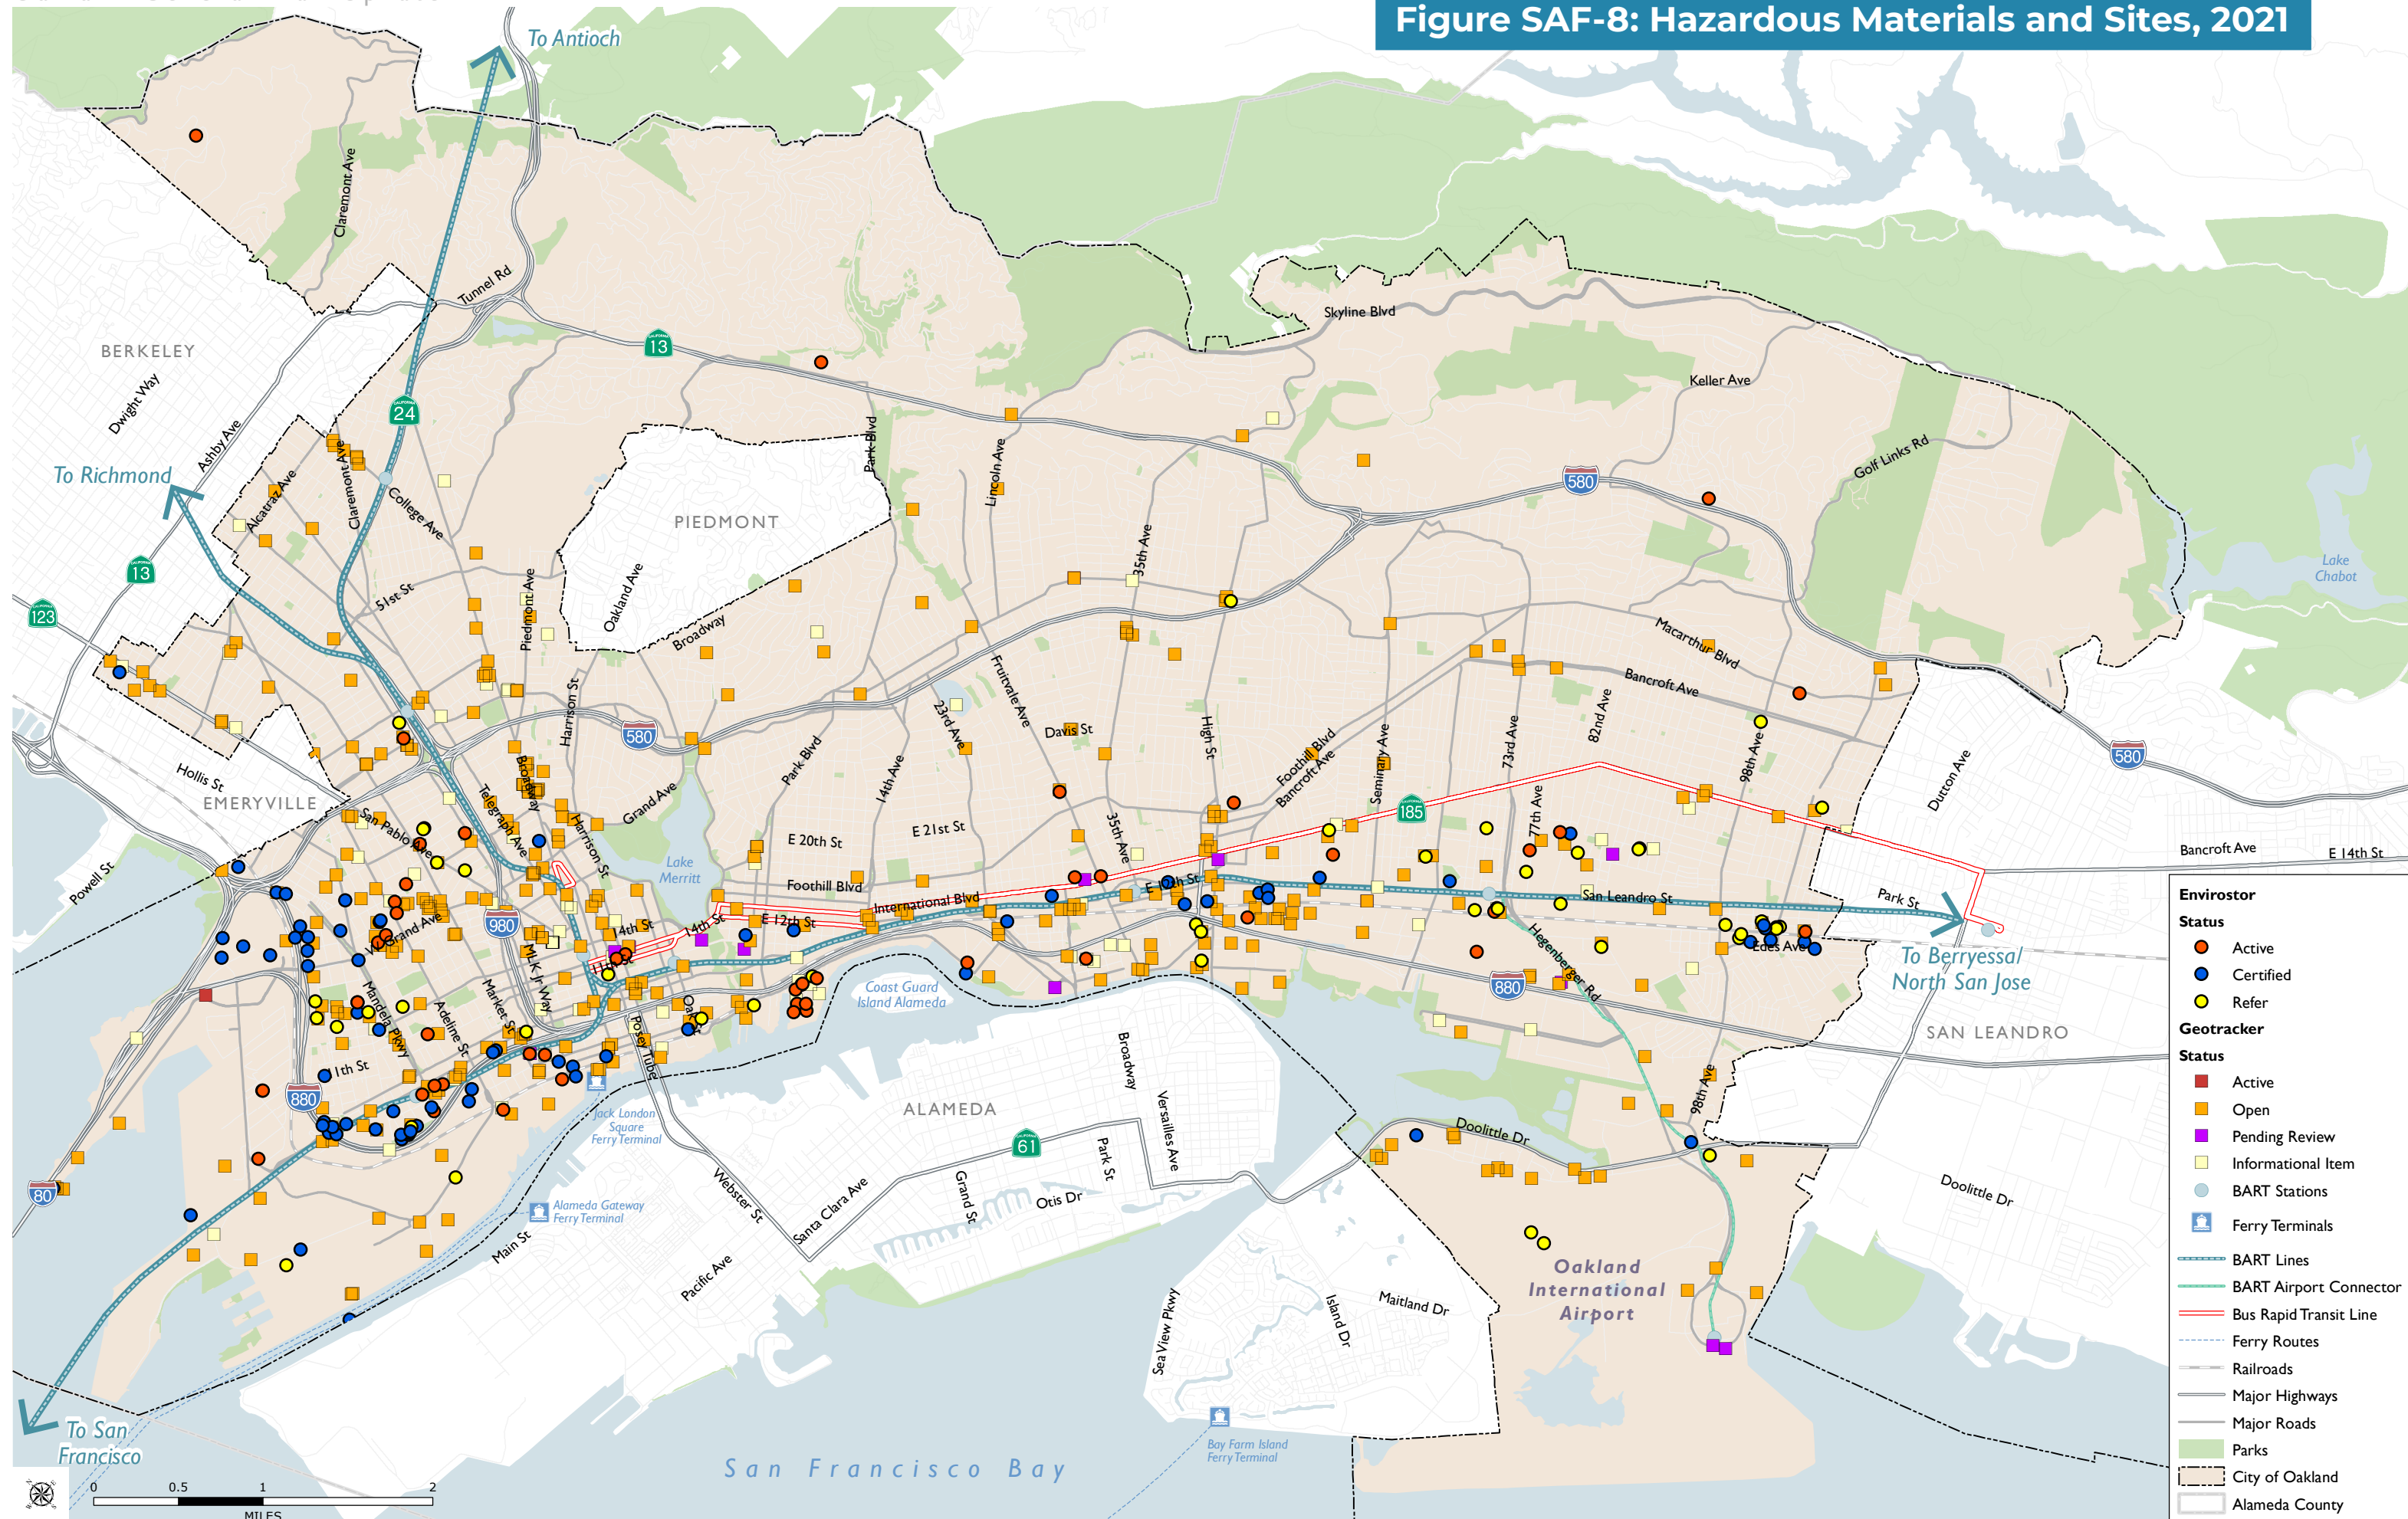 Figure SAF-8: Hazardous Materials and Sites, 2021
To Antioch
Claremont Ave
Tunnel Rd
BERKELEY
Dwight Way
Ashby Ave
13
24
Skyline Blvd
Keller Ave
Golf Links Rd
To Richmond
Alcatraz Ave
Claremont Ave
College Ave
PIEDMONT
Park Blvd
Lincoln Ave
35th Ave
580
Lake
Chabot
13
123
51st St
Piedmont Ave
Oakland Ave
Broadway
Fruitvale Ave
Macarthur Blvd
Bancroft Ave
Harrison St
580
23rd Ave
Davis St
High St
Foothill Blvd
Bancroft Ave
Seminary Ave
73rd Ave
82nd Ave
98th Ave
Dutton Ave
580
Hollis St
EMERYVILLE
Powell St
San Pablo Ave
Telegraph Ave
Broadway
Harrison St
Grand Ave
Park Blvd
14th Ave
E 20th St
E 21st St
35th Ave
185
77th Ave
Bancroft Ave
E 14th St
Lake
Merritt
Foothill Blvd
International Blvd
E 12th St
E 12th St
San Leandro St
Park St
W Grand Ave
980
14th St
14th St
11th St
MLK Jr Way
Market St
Mandela Pkwy
Adeline St
Oak St
Posey Tube
Coast Guard
Island Alameda
Hegenberger Rd
880
Edes Ave
To Berryessa/
North San Jose
SAN LEANDRO
11th St
880
Jack London
Square
Ferry Terminal
ALAMEDA
Broadway
Versailles Ave
Park St
61
Doolittle Dr
98th Ave
Doolittle Dr
80
Alameda Gateway
Ferry Terminal
Main St
Webster St
Santa Clara Ave
Grand St
Otis Dr
Pacific Ave
Sea View Pkwy
Island Dr
Maitland Dr
Oakland
International
Airport
Bay Farm Island
Ferry Terminal
San Francisco Bay
To San
Francisco
0 0.5 1 2
MILES
Envirostor
Status
Active
Certified
Refer
Geotracker
Status
Active
Open
Pending Review
Informational Item
BART Stations
Ferry Terminals
BART Lines
BART Airport Connector
Bus Rapid Transit Line
Ferry Routes
Railroads
Major Highways
Major Roads
Parks
City of Oakland
Alameda County